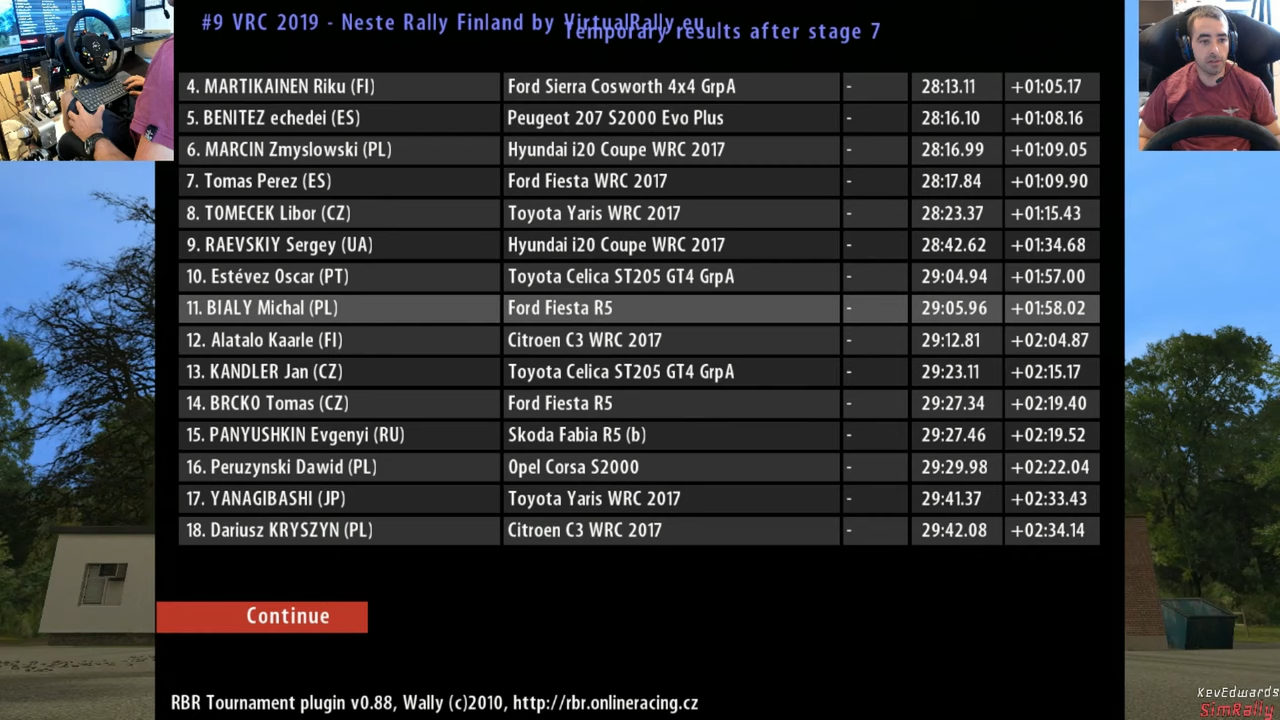 #9 VRC 2019 - Neste Rally Finland by VirtualRally.eu
Temporary results after stage 7
4. MARTIKAINEN Riku (FI) Ford Sierra Cosworth 4x4 GrpA - 28:13.11 +01:05.17
5. BENITEZ echedei (ES) Peugeot 207 S2000 Evo Plus - 28:16.10 +01:08.16
6. MARCIN Zmyslowski (PL) Hyundai i20 Coupe WRC 2017 - 28:16.99 +01:09.05
7. Tomas Perez (ES) Ford Fiesta WRC 2017 - 28:17.84 +01:09.90
8. TOMECEK Libor (CZ) Toyota Yaris WRC 2017 - 28:23.37 +01:15.43
9. RAEVSKIY Sergey (UA) Hyundai i20 Coupe WRC 2017 - 28:42.62 +01:34.68
10. Estévez Oscar (PT) Toyota Celica ST205 GT4 GrpA - 29:04.94 +01:57.00
11. BIALY Michal (PL) Ford Fiesta R5 - 29:05.96 +01:58.02
12. Alatalo Kaarle (FI) Citroen C3 WRC 2017 - 29:12.81 +02:04.87
13. KANDLER Jan (CZ) Toyota Celica ST205 GT4 GrpA - 29:23.11 +02:15.17
14. BRCKO Tomas (CZ) Ford Fiesta R5 - 29:27.34 +02:19.40
15. PANYUSHKIN Evgenyi (RU) Skoda Fabia R5 (b) - 29:27.46 +02:19.52
16. Peruzynski Dawid (PL) Opel Corsa S2000 - 29:29.98 +02:22.04
17. YANAGIBASHI (JP) Toyota Yaris WRC 2017 - 29:41.37 +02:33.43
18. Dariusz KRYSZYN (PL) Citroen C3 WRC 2017 - 29:42.08 +02:34.14
Continue
RBR Tournament plugin v0.88, Wally (c)2010, http://rbr.onlineracing.cz
KevEdwards
SimRally